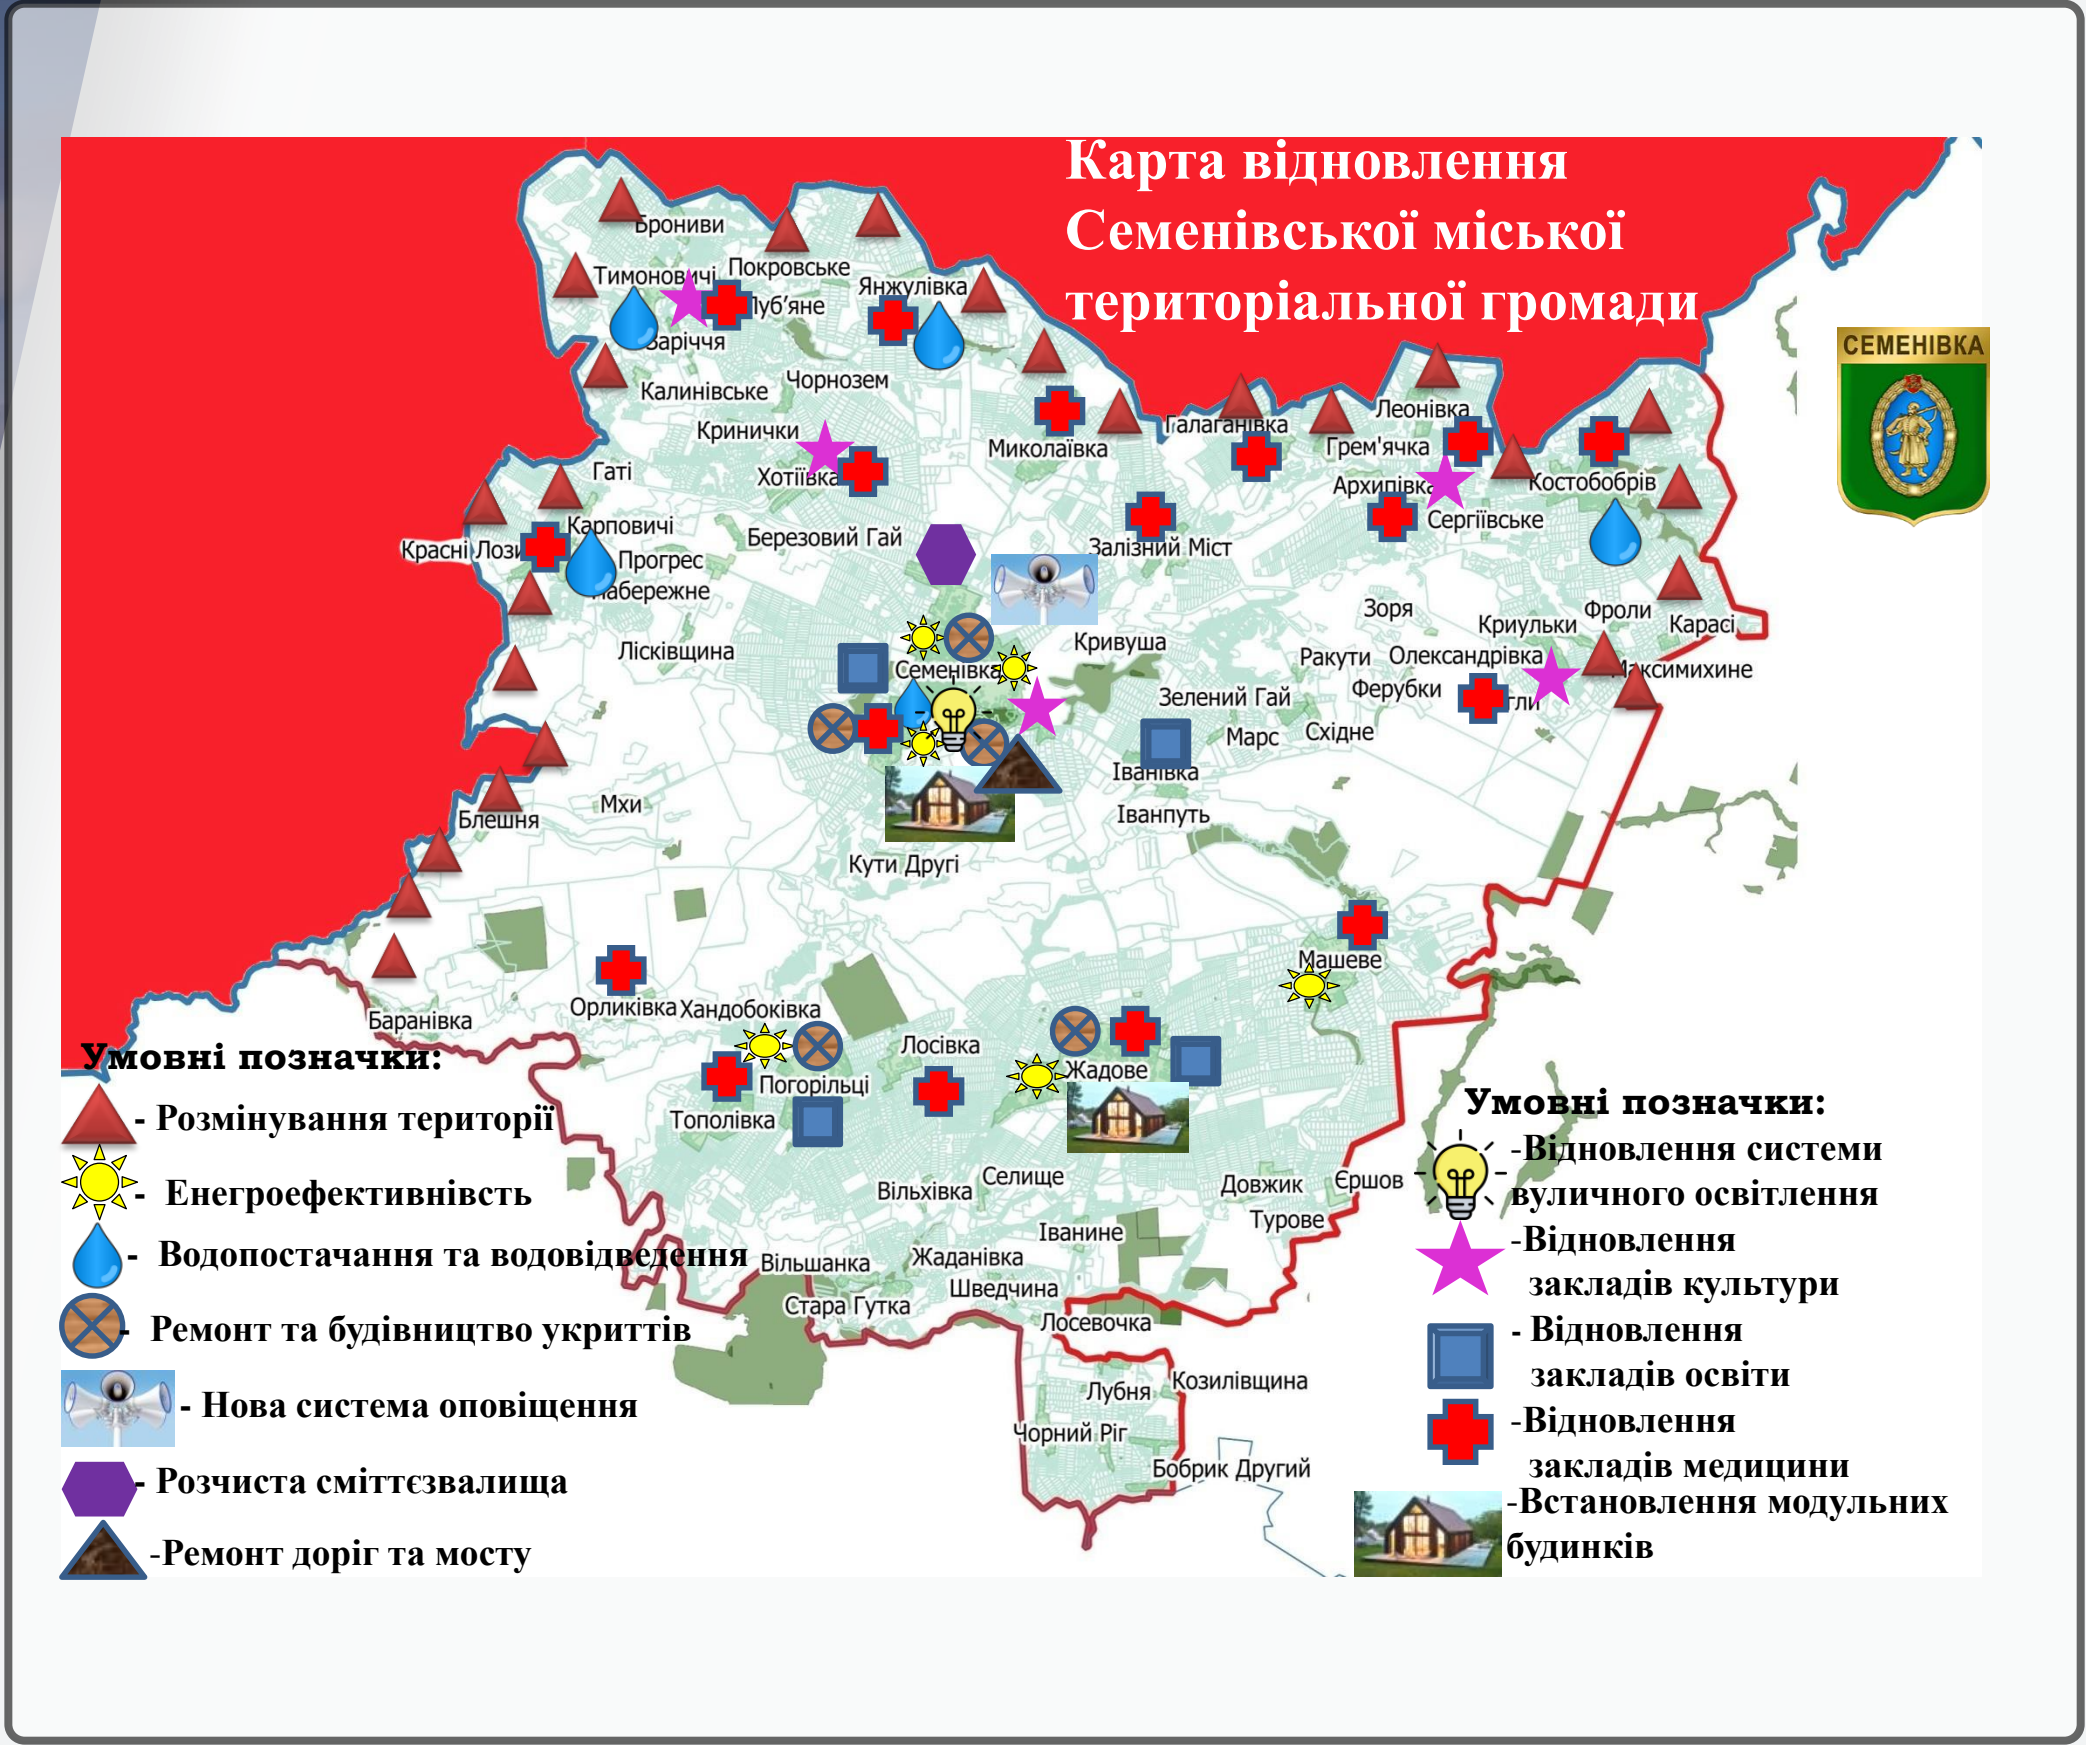 Карта відновлення
Семенівської міської
територіальної громади
СЕМЕНІВКА
Брониви
Тимоновичі
Покровське
Янжулівка
Луб’яне
Заріччя
Калинівське
Чорнозем
Кринички
Миколаївка
Галаганівка
Леонівка
Грем'ячка
Хотіївка
Гаті
Архипівка
Костобобрів
Карповичі
Сергіївське
Красні Лози
Березовий Гай
Залізний Міст
Прогрес
Набережне
Зоря
Фроли
Криульки
Карасі
Лісківщина
Кривуша
Семенівка
Ракути
Олександрівка
Максимихине
Ферубки
Зелений Гай
гли
Марс
Східне
Іванівка
Мхи
Блешня
Іванпуть
Кути Другі
Машеве
Орликівка
Хандобоківка
Баранівка
Лосівка
Жадове
Погорільці
Тополівка
Селище
Вільхівка
Довжик
Єршов
Турове
Іванине
Жаданівка
Вільшанка
Шведчина
Стара Гутка
Лосевочка
Лубня
Козилівщина
Чорний Ріг
Бобрик Другий
Умовні позначки:
- Розмінування території
- Енегроефективнівсть
- Водопостачання та водовідведення
- Ремонт та будівництво укриттів
- Нова система оповіщення
- Розчиста сміттєзвалища
-Ремонт доріг та мосту
Умовні позначки:
-Відновлення системи
вуличного освітлення
-Відновлення
закладів культури
- Відновлення
закладів освіти
-Відновлення
закладів медицини
-Встановлення модульних
будинків